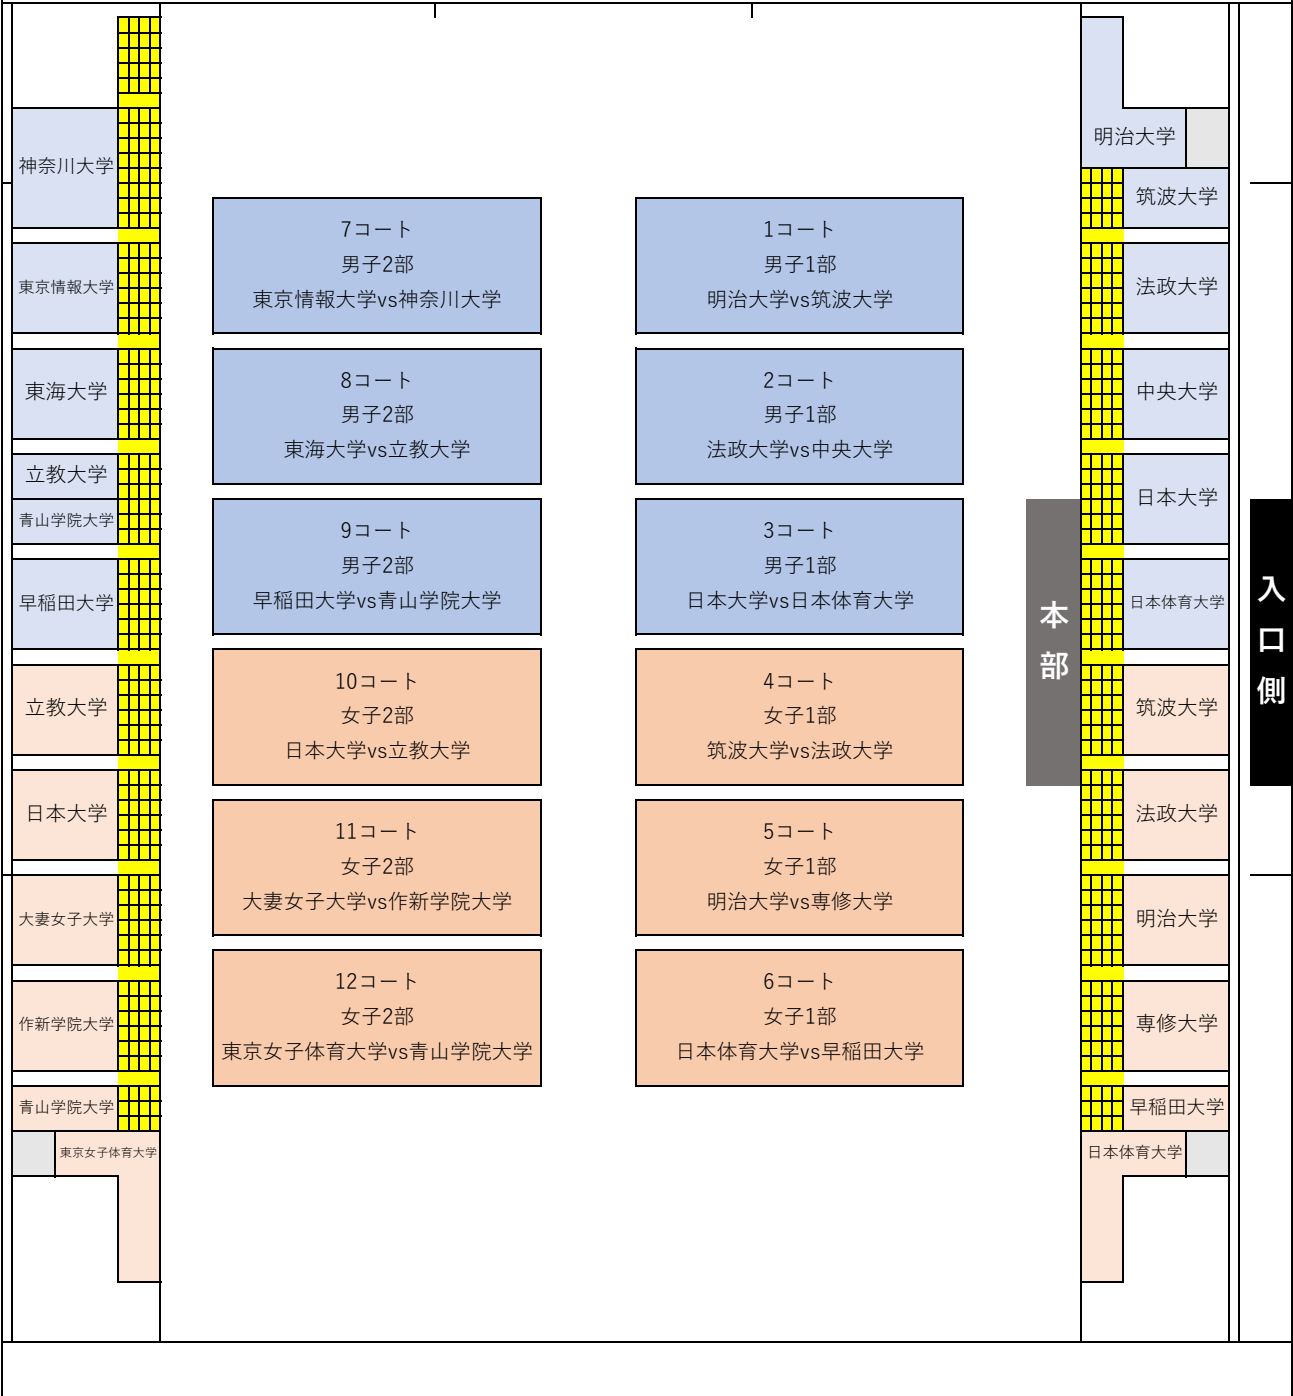 神奈川大学
東京情報大学
東海大学
立教大学
青山学院大学
早稲田大学
立教大学
日本大学
大妻女子大学
作新学院大学
青山学院大学
東京女子体育大学
7コート
男子2部
東京情報大学vs神奈川大学
8コート
男子2部
東海大学vs立教大学
9コート
男子2部
早稲田大学vs青山学院大学
10コート
女子2部
日本大学vs立教大学
11コート
女子2部
大妻女子大学vs作新学院大学
12コート
女子2部
東京女子体育大学vs青山学院大学
1コート
男子1部
明治大学vs筑波大学
2コート
男子1部
法政大学vs中央大学
3コート
男子1部
日本大学vs日本体育大学
4コート
女子1部
筑波大学vs法政大学
5コート
女子1部
明治大学vs専修大学
6コート
女子1部
日本体育大学vs早稲田大学
本部
明治大学
筑波大学
法政大学
中央大学
日本大学
日本体育大学
筑波大学
法政大学
明治大学
専修大学
早稲田大学
日本体育大学
入口側